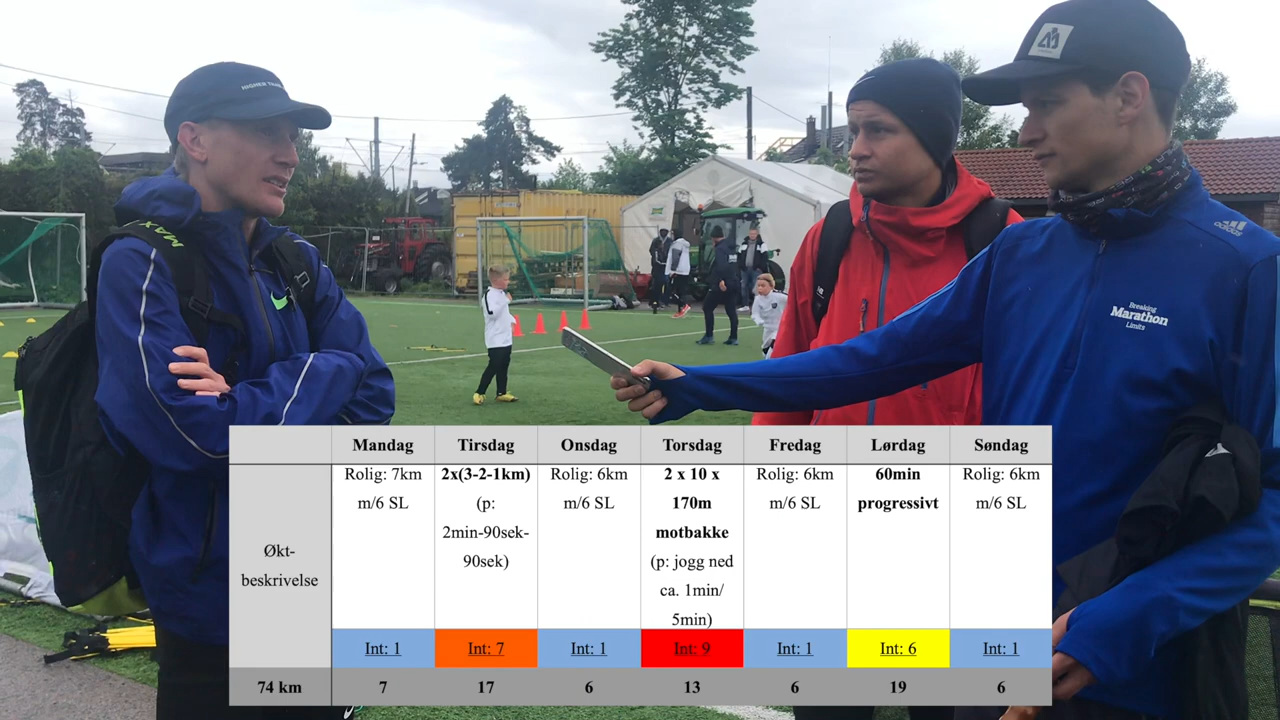 HIGHER
MAX
adidas
Breaking
Marathon
Limits
Mandag Tirsdag Onsdag Torsdag Fredag Lørdag Søndag
Økt-
beskrivelse
Rolig: 7km
m/6 SL
2x(3-2-1km)
(p:
2min-90sek-
90sek)
Rolig: 6km
m/6 SL
2 x 10 x
170m
motbakke
(p: jogg ned
ca. 1min/
5min)
Rolig: 6km
m/6 SL
60min
progressivt
Rolig: 6km
m/6 SL
Int: 1 Int: 7 Int: 1 Int: 9 Int: 1 Int: 6 Int: 1
74 km 7 17 6 13 6 19 6